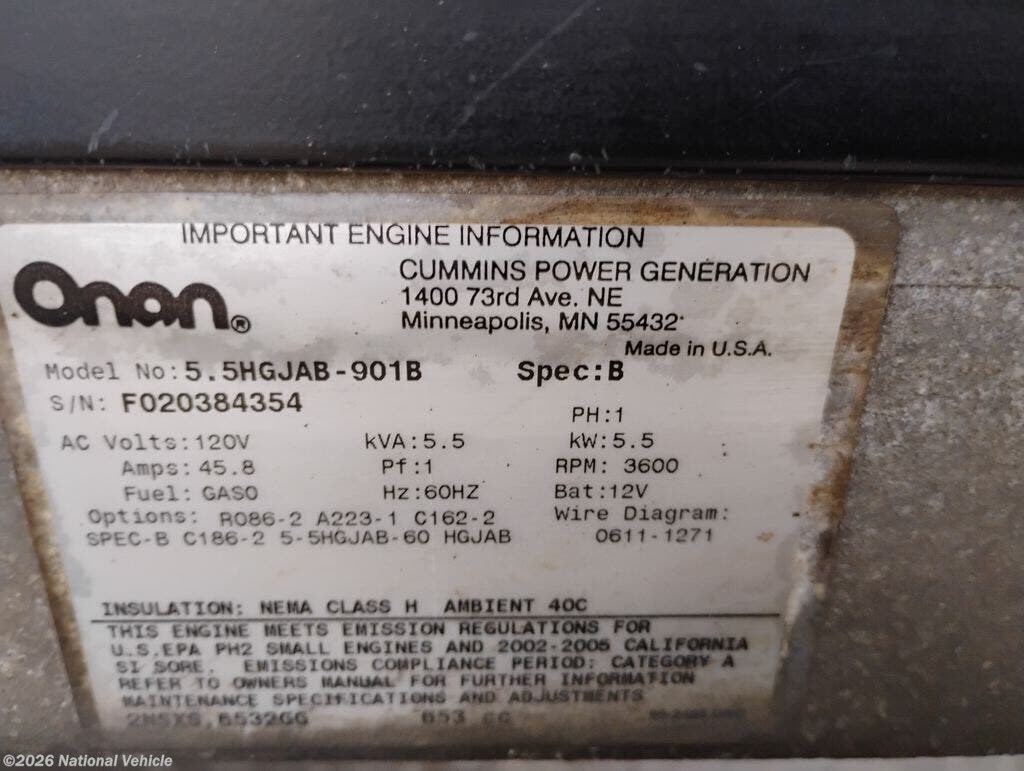 IMPORTANT ENGINE INFORMATION
Onan®
CUMMINS POWER GENERATION
1400 73rd Ave. NE
Minneapolis, MN 55432
Made in U.S.A.
Model No: 5.5HGJAB-901B Spec:B
S/N: F020384354
PH:1
AC Volts:120V kVA:5.5 kW:5.5
Amps:45.8 Pf:1 RPM: 3600
Fuel: GASO Hz:60HZ Bat:12V
Options: R086-2 A223-1 C162-2 Wire Diagram:
SPEC-B C186-2 5-5HGJAB-60 HGJAB 0611-1271
INSULATION: NEMA CLASS H AMBIENT 40C
THIS ENGINE MEETS EMISSION REGULATIONS FOR
U.S.EPA PH2 SMALL ENGINES AND 2002-2005 CALIFORNIA
SI SORE. EMISSIONS COMPLIANCE PERIOD: CATEGORY A
REFER TO OWNERS MANUAL FOR FURTHER INFORMATION
MAINTENANCE SPECIFICATIONS AND ADJUSTMENTS
653 CC
©2026 National Vehicle